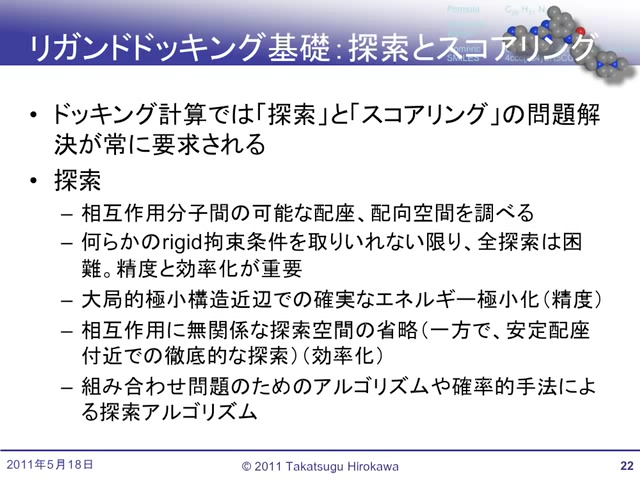 リガンドドッキング基礎：探索とスコアリング
• ドッキング計算では｢探索｣と｢スコアリング｣の問題解
決が常に要求される
• 探索
– 相互作用分子間の可能な配座、配向空間を調べる
– 何らかのrigid拘束条件を取りいれない限り、全探索は困
難。精度と効率化が重要
– 大局的極小構造近辺での確実なエネルギー極小化（精度）
– 相互作用に無関係な探索空間の省略（一方で、安定配座
付近での徹底的な探索）（効率化）
– 組み合わせ問題のためのアルゴリズムや確率的手法によ
る探索アルゴリズム
2011年5月18日
© 2011 Takatsugu Hirokawa
22